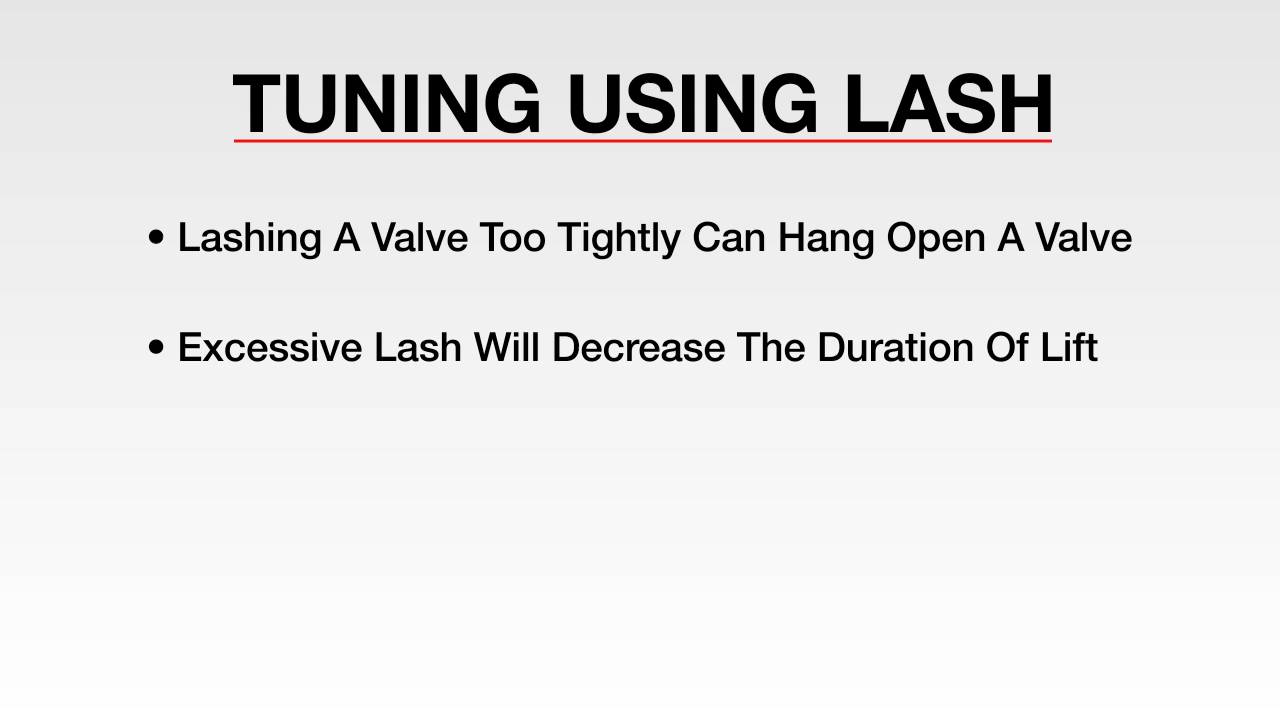 TUNING USING LASH
• Lashing A Valve Too Tightly Can Hang Open A Valve
• Excessive Lash Will Decrease The Duration Of Lift